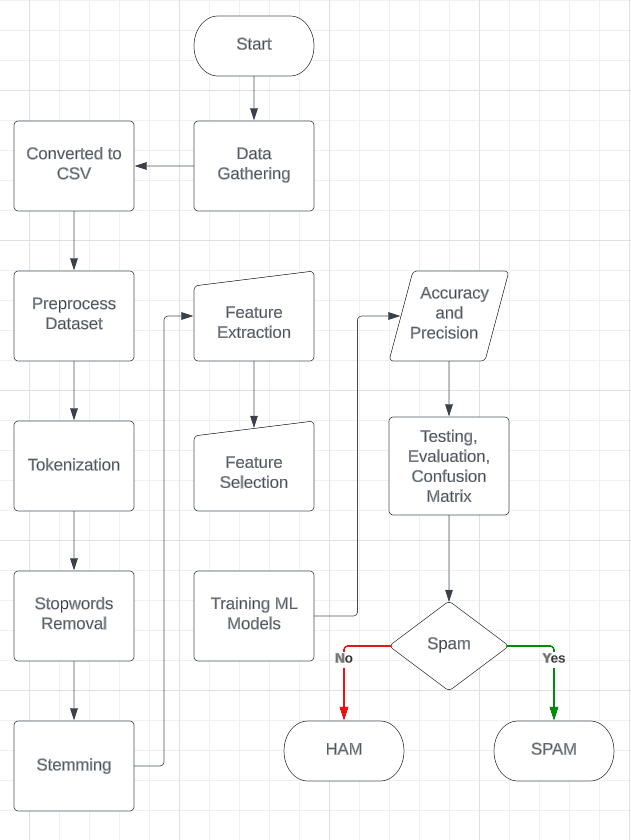 Start
Data
Gathering
Converted to
CSV
Preprocess
Dataset
Tokenization
Stopwords
Removal
Stemming
Feature
Extraction
Feature
Selection
Training ML
Models
Accuracy
and
Precision
Testing,
Evaluation,
Confusion
Matrix
Spam
No
Yes
HAM
SPAM